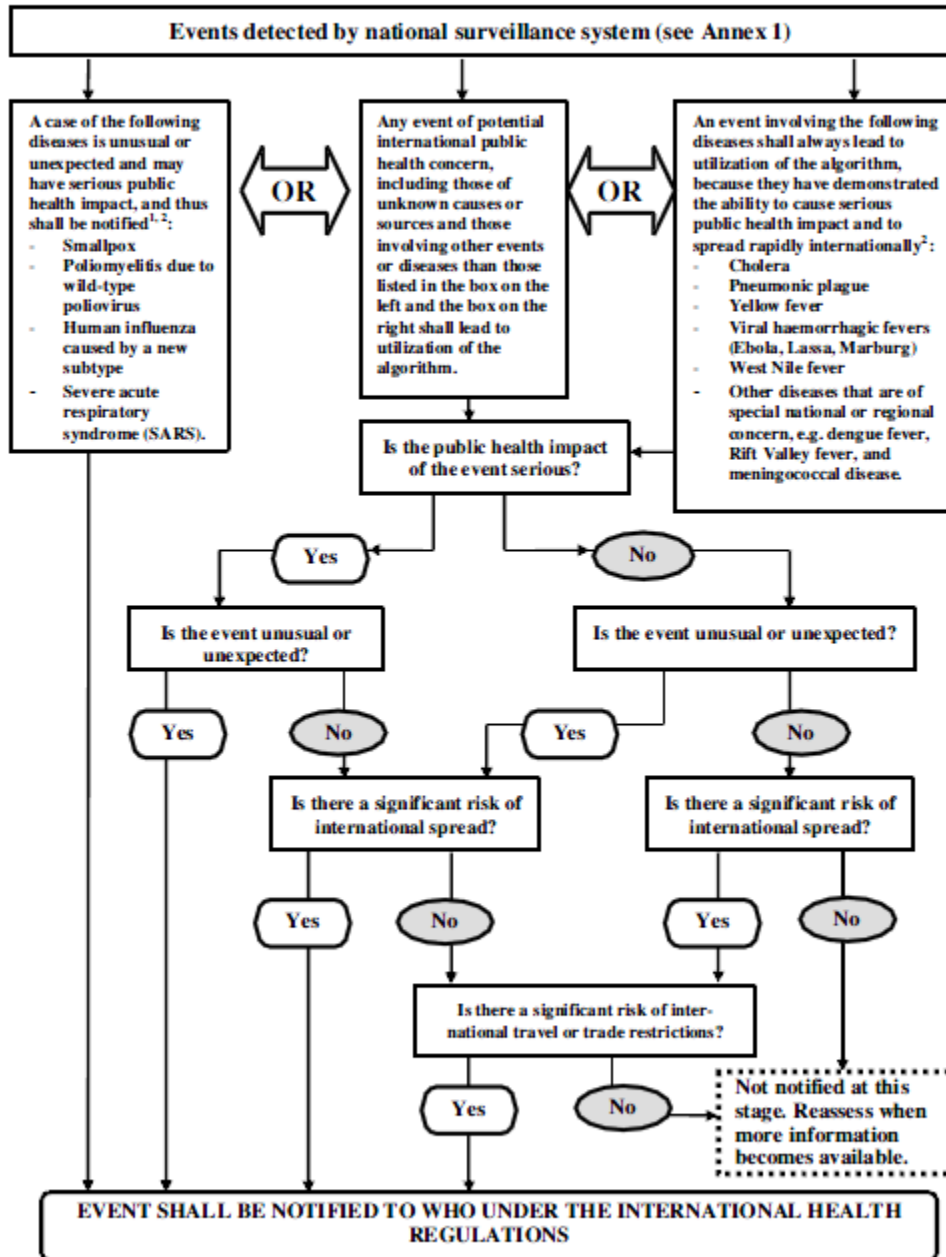 Events detected by national surveillance system (see Annex 1)
A case of the following
diseases is unusual or
unexpected and may
have serious public
health impact, and thus
shall be notified1, 2:
- Smallpox
- Poliomyelitis due to
wild-type
poliovirus
- Human influenza
caused by a new
subtype
- Severe acute
respiratory
syndrome (SARS).
OR
Any event of potential
international public
health concern,
including those of
unknown causes or
sources and those
involving other events
or diseases than those
listed in the box on the
left and the box on the
right shall lead to
utilization of the
algorithm.
OR
An event involving the following
diseases shall always lead to
utilization of the algorithm,
because they have demonstrated
the ability to cause serious
public health impact and to
spread rapidly internationally2:
- Cholera
- Pneumonic plague
- Yellow fever
- Viral haemorrhagic fevers
(Ebola, Lassa, Marburg)
- West Nile fever
- Other diseases that are of
special national or regional
concern, e.g. dengue fever,
Rift Valley fever, and
meningococcal disease.
Is the public health impact
of the event serious?
Yes
No
Is the event unusual or
unexpected?
Is the event unusual or unexpected?
Yes
No
Yes
No
Is there a significant risk of
international spread?
Is there a significant risk of
international spread?
Yes
No
Yes
No
Is there a significant risk of inter-
national travel or trade restrictions?
Yes
No
Not notified at this
stage. Reassess when
more information
becomes available.
EVENT SHALL BE NOTIFIED TO WHO UNDER THE INTERNATIONAL HEALTH
REGULATIONS